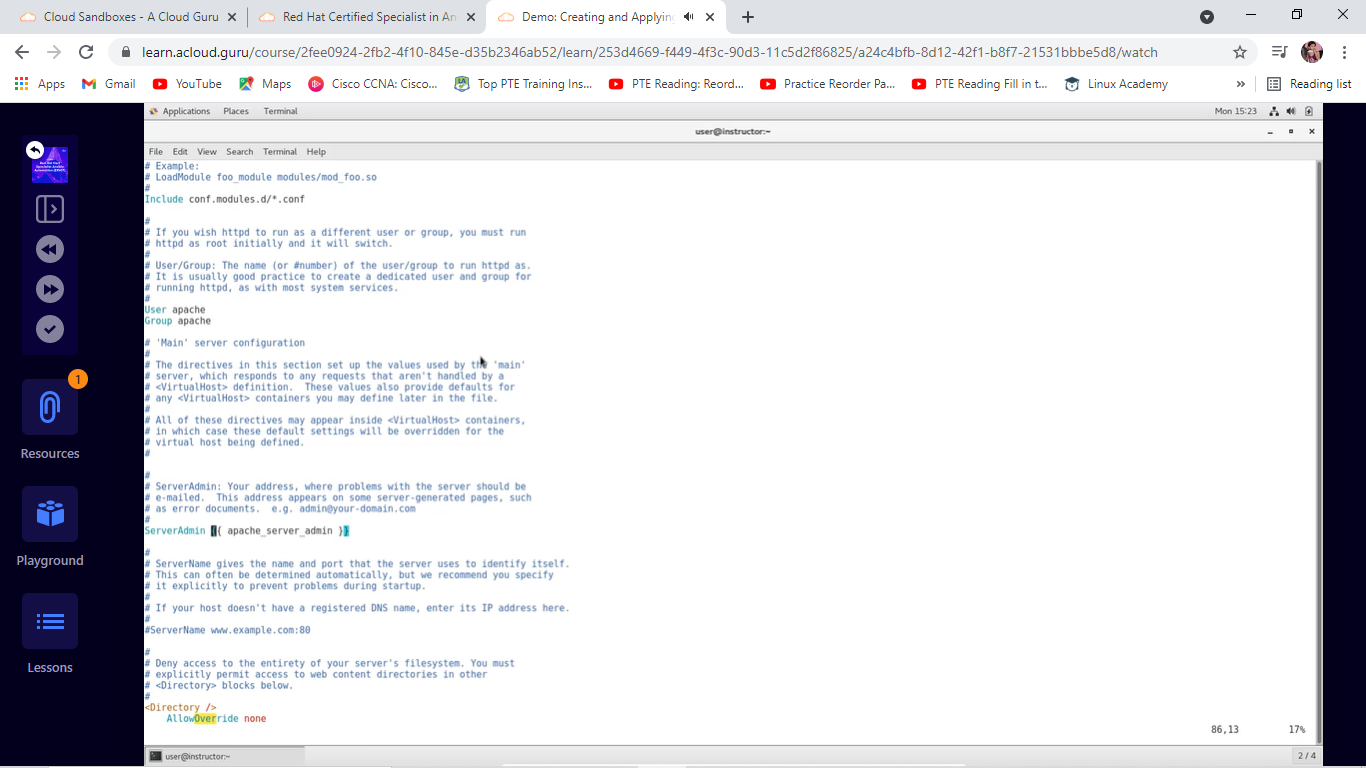 Cloud Sandboxes - A Cloud Guru
Red Hat Certified Specialist in An
Demo: Creating and Applying
learn.acloud.guru/course/2fee0924-2fb2-4f10-845e-d35b2346ab52/learn/253d4669-f449-4f3c-90d3-11c5d2f86825/a24c4bfb-8d12-42f1-b8f7-21531bbbe5d8/watch
Apps Gmail YouTube Maps Cisco CCNA: Cisco... Top PTE Training Ins... PTE Reading: Reord... Practice Reorder Pa... PTE Reading Fill in t... Linux Academy » Reading list
Applications Places Terminal Mon 15:23
user@instructor:~
File Edit View Search Terminal Help
# Example:
# LoadModule foo_module modules/mod_foo.so
#
Include conf.modules.d/*.conf
#
# If you wish httpd to run as a different user or group, you must run
# httpd as root initially and it will switch.
#
# User/Group: The name (or #number) of the user/group to run httpd as.
# It is usually good practice to create a dedicated user and group for
# running httpd, as with most system services.
#
User apache
Group apache
# 'Main' server configuration
#
# The directives in this section set up the values used by the 'main'
# server, which responds to any requests that aren't handled by a
# <VirtualHost> definition.  These values also provide defaults for
# any <VirtualHost> containers you may define later in the file.
#
# All of these directives may appear inside <VirtualHost> containers,
# in which case these default settings will be overridden for the
# virtual host being defined.
#
#
# ServerAdmin: Your address, where problems with the server should be
# e-mailed.  This address appears on some server-generated pages, such
# as error documents.  e.g. admin@your-domain.com
#
ServerAdmin {{ apache_server_admin }}
#
# ServerName gives the name and port that the server uses to identify itself.
# This can often be determined automatically, but we recommend you specify
# it explicitly to prevent problems during startup.
#
# If your host doesn't have a registered DNS name, enter its IP address here.
#
#ServerName www.example.com:80
#
# Deny access to the entirety of your server's filesystem. You must
# explicitly permit access to web content directories in other
# <Directory> blocks below.
#
<Directory />
AllowOverride none
86,13 17%
user@instructor:~ 2 / 4
1
Resources
Playground
Lessons